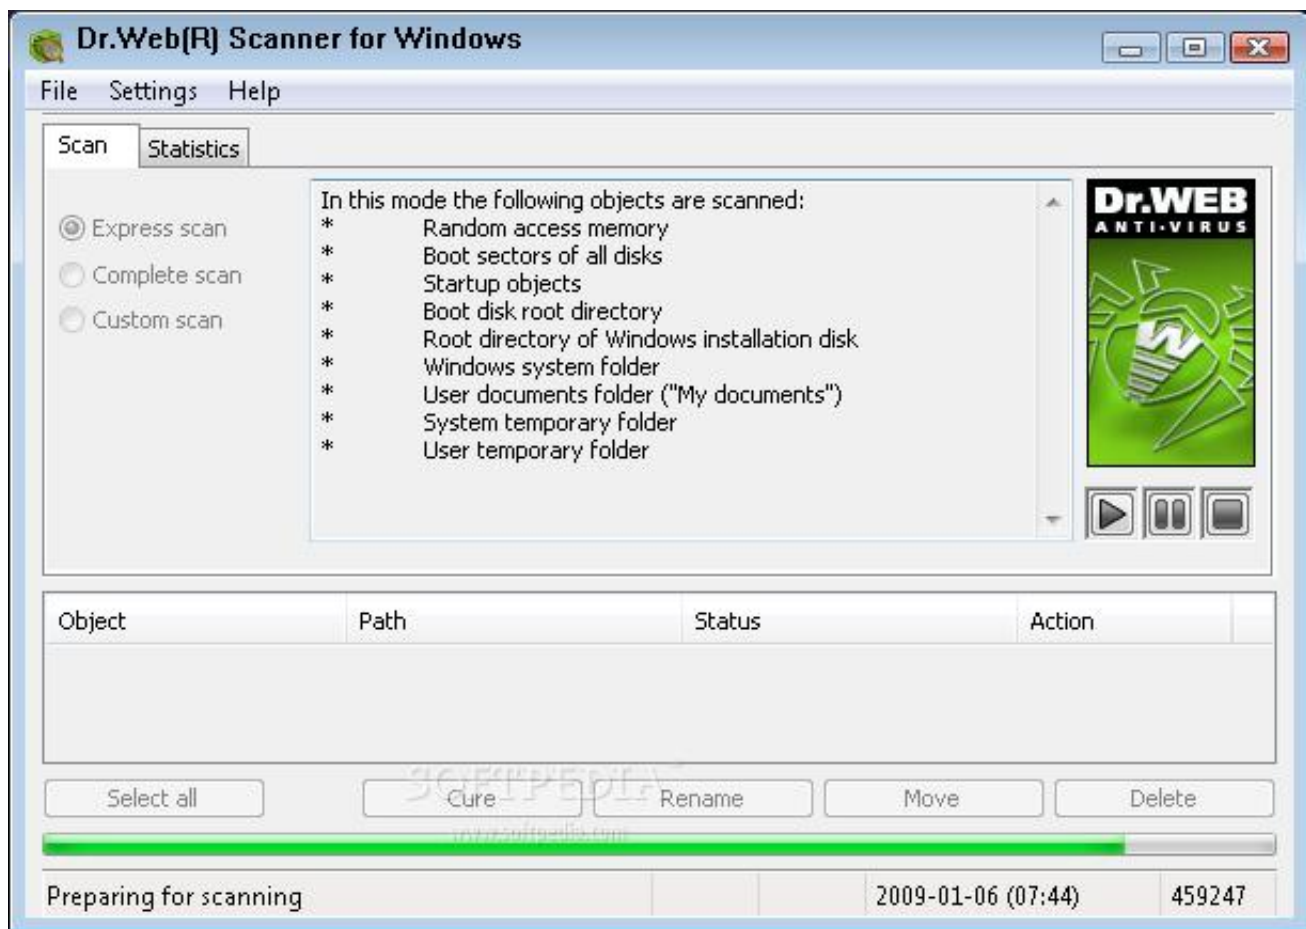 Dr.Web(R) Scanner for Windows
File Settings Help
Scan Statistics
Express scan
Complete scan
Custom scan
In this mode the following objects are scanned:
* Random access memory
* Boot sectors of all disks
* Startup objects
* Boot disk root directory
* Root directory of Windows installation disk
* Windows system folder
* User documents folder ("My documents")
* System temporary folder
* User temporary folder
Dr.WEB
ANTI-VIRUS
W
Object Path Status Action
SOFTPEDIA
Select all Cure Rename Move Delete
www.softpedia.com
Preparing for scanning 2009-01-06 (07:44) 459247